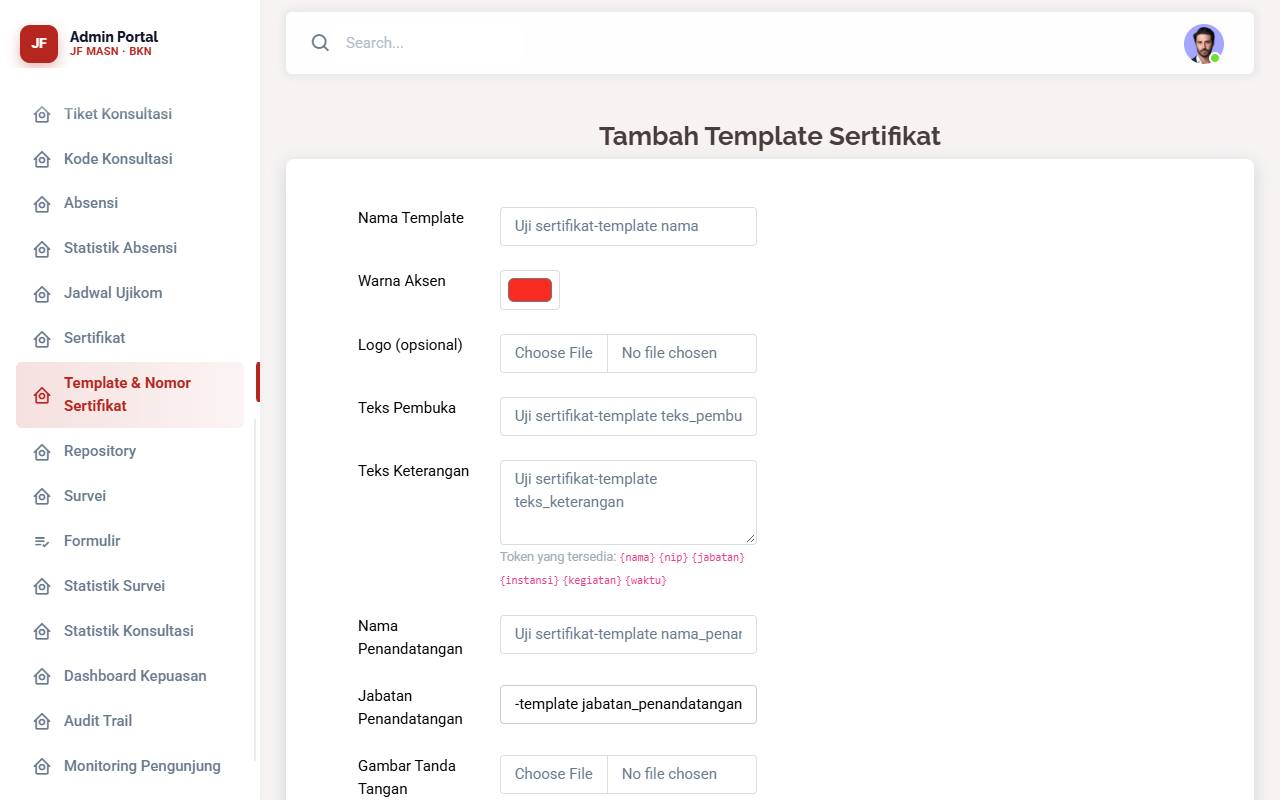 JF
Admin Portal
JF MASN · BKN
Search...
Tiket Konsultasi
Kode Konsultasi
Absensi
Statistik Absensi
Jadwal Ujikom
Sertifikat
Template & Nomor
Sertifikat
Repository
Survei
Formulir
Statistik Survei
Statistik Konsultasi
Dashboard Kepuasan
Audit Trail
Monitoring Pengunjung
Tambah Template Sertifikat
Nama Template
Uji sertifikat-template nama
Warna Aksen
Logo (opsional)
Choose File No file chosen
Teks Pembuka
Uji sertifikat-template teks_pembu
Teks Keterangan
Uji sertifikat-template
teks_keterangan
Token yang tersedia: {nama} {nip} {jabatan}
{instansi} {kegiatan} {waktu}
Nama
Penandatangan
Uji sertifikat-template nama_penar
Jabatan
Penandatangan
-template jabatan_penandatangan
Gambar Tanda
Tangan
Choose File No file chosen